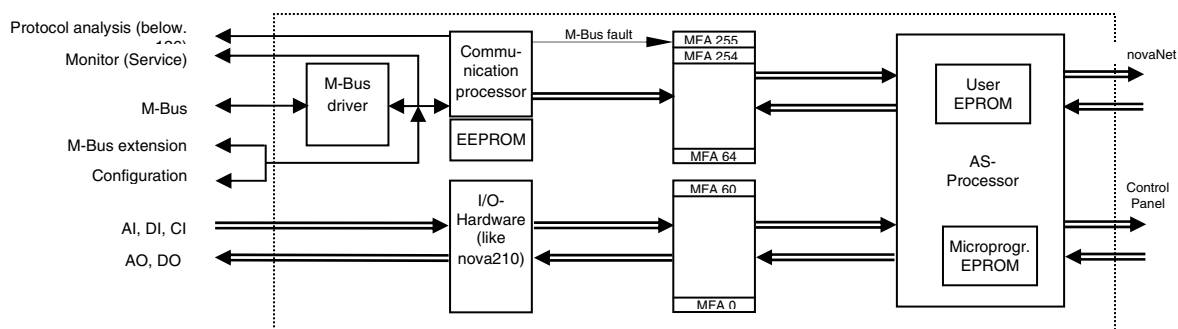 Protocol analysis (below.
Monitor (Service)
M-Bus
M-Bus extension
Configuration
AI, DI, CI
AO, DO
M-Bus
driver
Commu-
nication
processor
EEPROM
I/O-
Hardware
(like
nova210)
M-Bus fault
MFA 255
MFA 254
MFA 64
MFA 60
MFA 0
User
EPROM
AS-
Processor
Microprogr.
EPROM
novaNet
Control
Panel